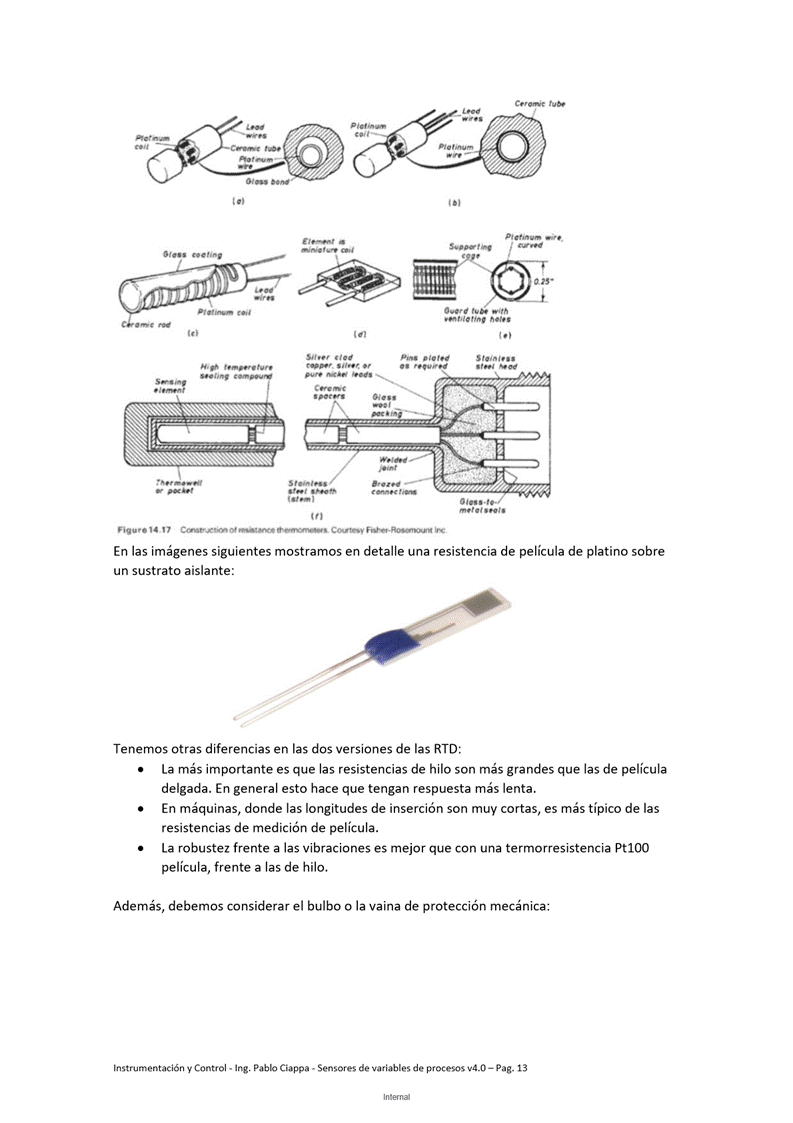 Platinum
coil
Lead
wires
Ceramic tube
Platinum
wire
Glass bond
(a)
Platinum
coil
Lead
wires
Platinum
wire
Ceramic tube
(b)
Glass coating
Lead
wires
Platinum coil
Ceramic rod
(c)
Element is
miniature coil
(d)
Supporting
cage
Platinum wire,
curved
0.25"
Guard tube with
ventilating holes
(e)
Sensing
element
High temperature
sealing compound
Silver clad
copper, silver, or
pure nickel leads
Pins plated
as required
Stainless
steel head
Ceramic
spacers
Glass
wool
packing
Thermowell
or pocket
Stainless
steel sheath
(stem)
Welded
joint
Brazed
connections
Glass-to-
metal seals
(f)
Figure 14.17 Construction of resistance thermometers. Courtesy Fisher-Rosemount Inc.
En las imágenes siguientes mostramos en detalle una resistencia de película de platino sobre
un sustrato aislante:
Tenemos otras diferencias en las dos versiones de las RTD:
• La más importante es que las resistencias de hilo son más grandes que las de película
delgada. En general esto hace que tengan respuesta más lenta.
• En máquinas, donde las longitudes de inserción son muy cortas, es más típico de las
resistencias de medición de película.
• La robustez frente a las vibraciones es mejor que con una termorresistencia Pt100
película, frente a las de hilo.
Además, debemos considerar el bulbo o la vaina de protección mecánica:
Instrumentación y Control - Ing. Pablo Ciappa - Sensores de variables de procesos v4.0 – Pag. 13
Internal